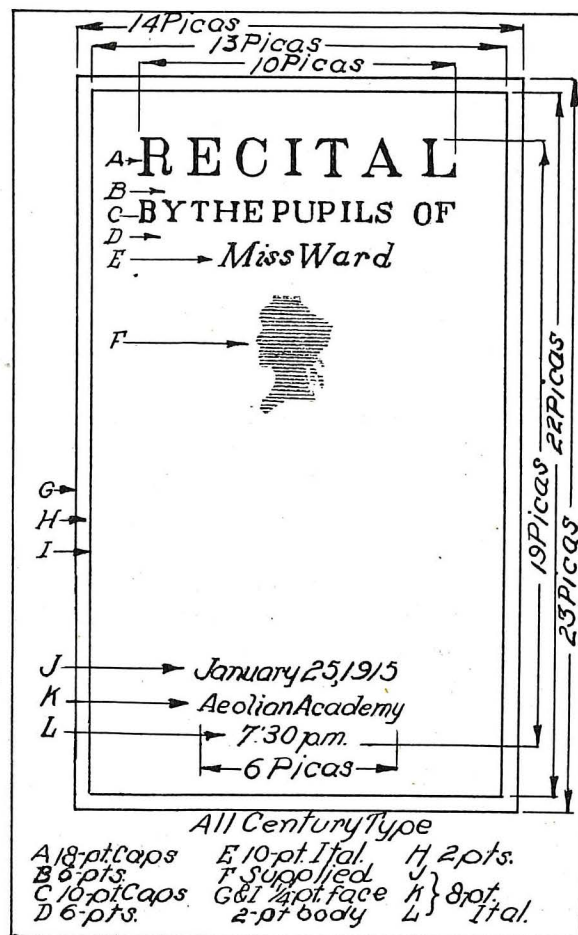 14 Picas
13 Picas
10 Picas
A RECITAL
B
C BY THE PUPILS OF
D
E Miss Ward
F
22 Picas
19 Picas
23 Picas
G
H
I
J January 25, 1915
K Aeolian Academy
L 7:30 p.m.
6 Picas
All Century Type
A 18-pt. Caps E 10-pt. Ital. H 2 pts.
B 6-pts. F Supplied J
C 10-pt Caps G&I 1/4 pt face K } 8-pt.
D 6-pts. 2-pt body L Ital.